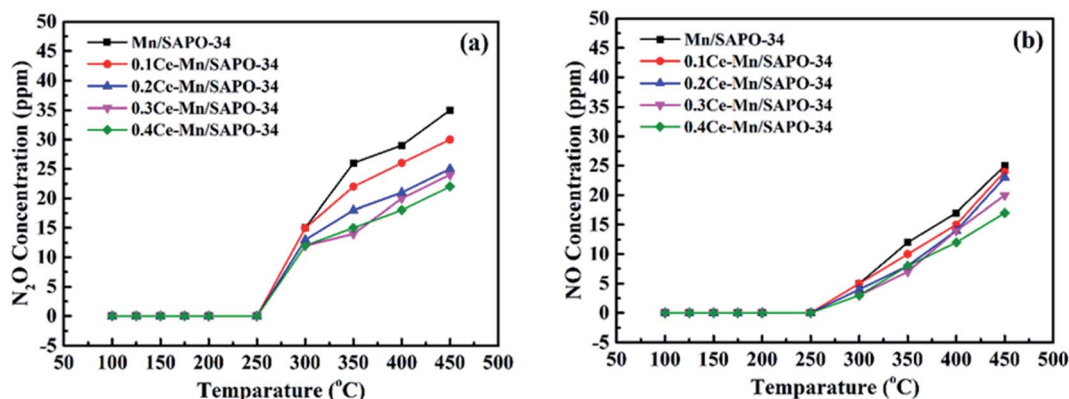 (a)
Mn/SAPO-34
0.1Ce-Mn/SAPO-34
0.2Ce-Mn/SAPO-34
0.3Ce-Mn/SAPO-34
0.4Ce-Mn/SAPO-34
N₂O Concentration (ppm)
50
45
40
35
30
25
20
15
10
5
0
-5
50 100 150 200 250 300 350 400 450 500
Temparature (°C)
(b)
Mn/SAPO-34
0.1Ce-Mn/SAPO-34
0.2Ce-Mn/SAPO-34
0.3Ce-Mn/SAPO-34
0.4Ce-Mn/SAPO-34
NO Concentration (ppm)
50
45
40
35
30
25
20
15
10
5
0
-5
50 100 150 200 250 300 350 400 450 500
Temparature (°C)